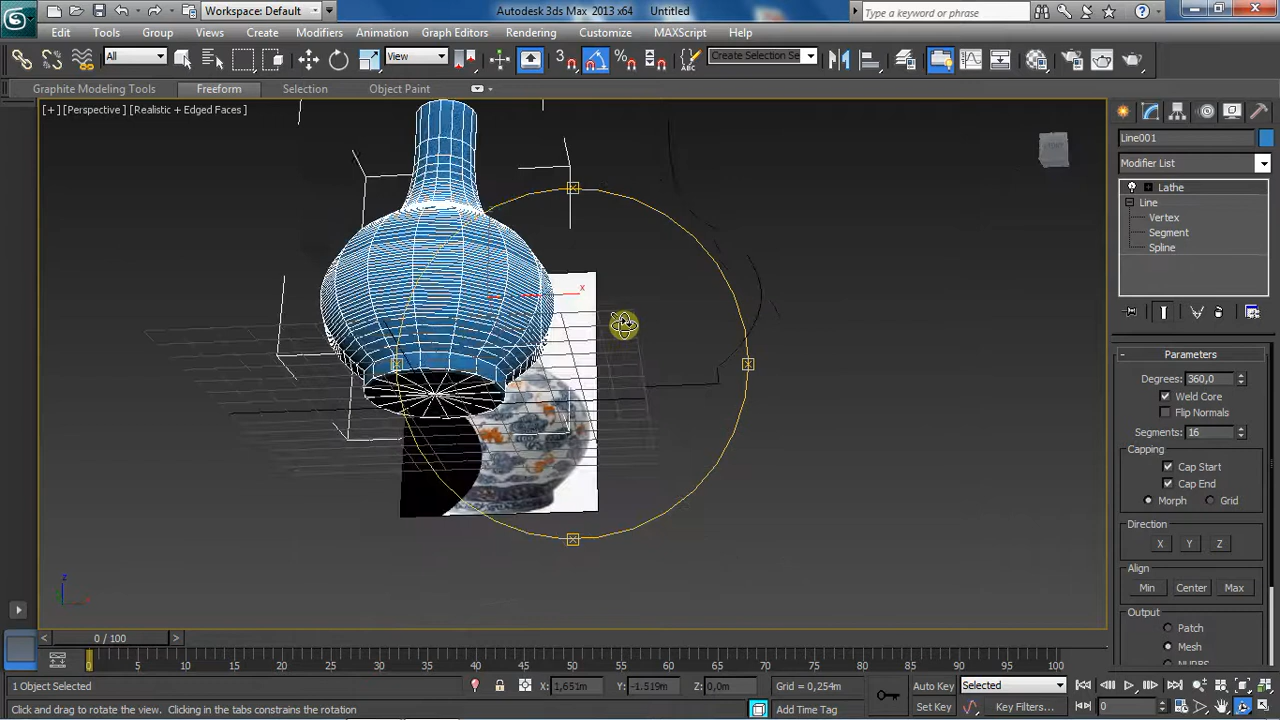 Workspace: Default
Autodesk 3ds Max 2013 x64 Untitled
Type a keyword or phrase
Edit Tools Group Views Create Modifiers Animation Graph Editors Rendering Customize MAXScript Help
All
View
3
Create Selection Se
ABC
Graphite Modeling Tools Freeform Selection Object Paint
[+] [Perspective] [Realistic + Edged Faces]
Line001
Modifier List
Lathe
Line
Vertex
Segment
Spline
x
Parameters
Degrees: 360,0
Weld Core
Flip Normals
Segments: 16
Capping
Cap Start
Cap End
Morph Grid
Direction
X Y Z
Align
Min Center Max
Output
Patch
Mesh
z
0 / 100
0 5 10 15 20 25 30 35 40 45 50 55 60 65 70 75 80 85 90 95 100
1 Object Selected
X: 1,651m Y: -1.519m Z: 0,0m Grid = 0,254m
Auto Key Selected
Click and drag to rotate the view. Clicking in the tabs constrains the rotation
Add Time Tag
Set Key Key Filters... 0